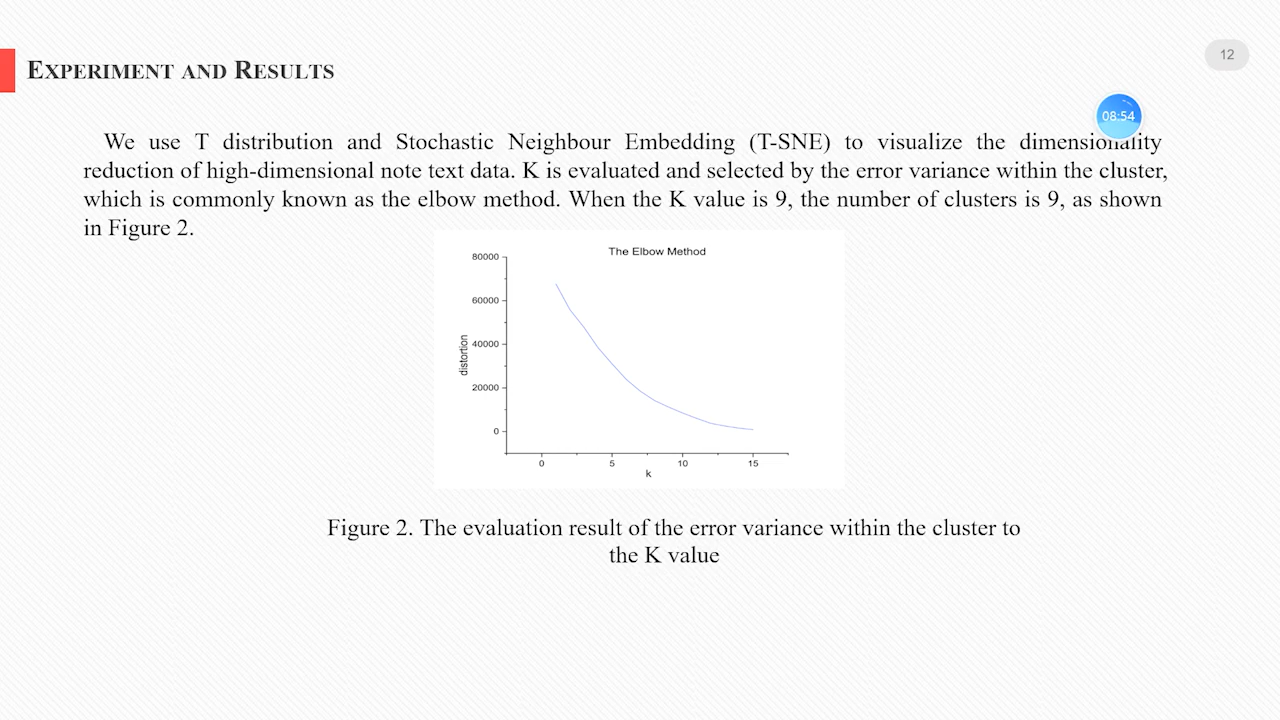 12
EXPERIMENT AND RESULTS
08:54
We use T distribution and Stochastic Neighbour Embedding (T-SNE) to visualize the dimensionality
reduction of high-dimensional note text data. K is evaluated and selected by the error variance within the cluster,
which is commonly known as the elbow method. When the K value is 9, the number of clusters is 9, as shown
in Figure 2.
The Elbow Method
80000
60000
40000
20000
0
distortion
0 5 10 15
k
Figure 2. The evaluation result of the error variance within the cluster to
the K value